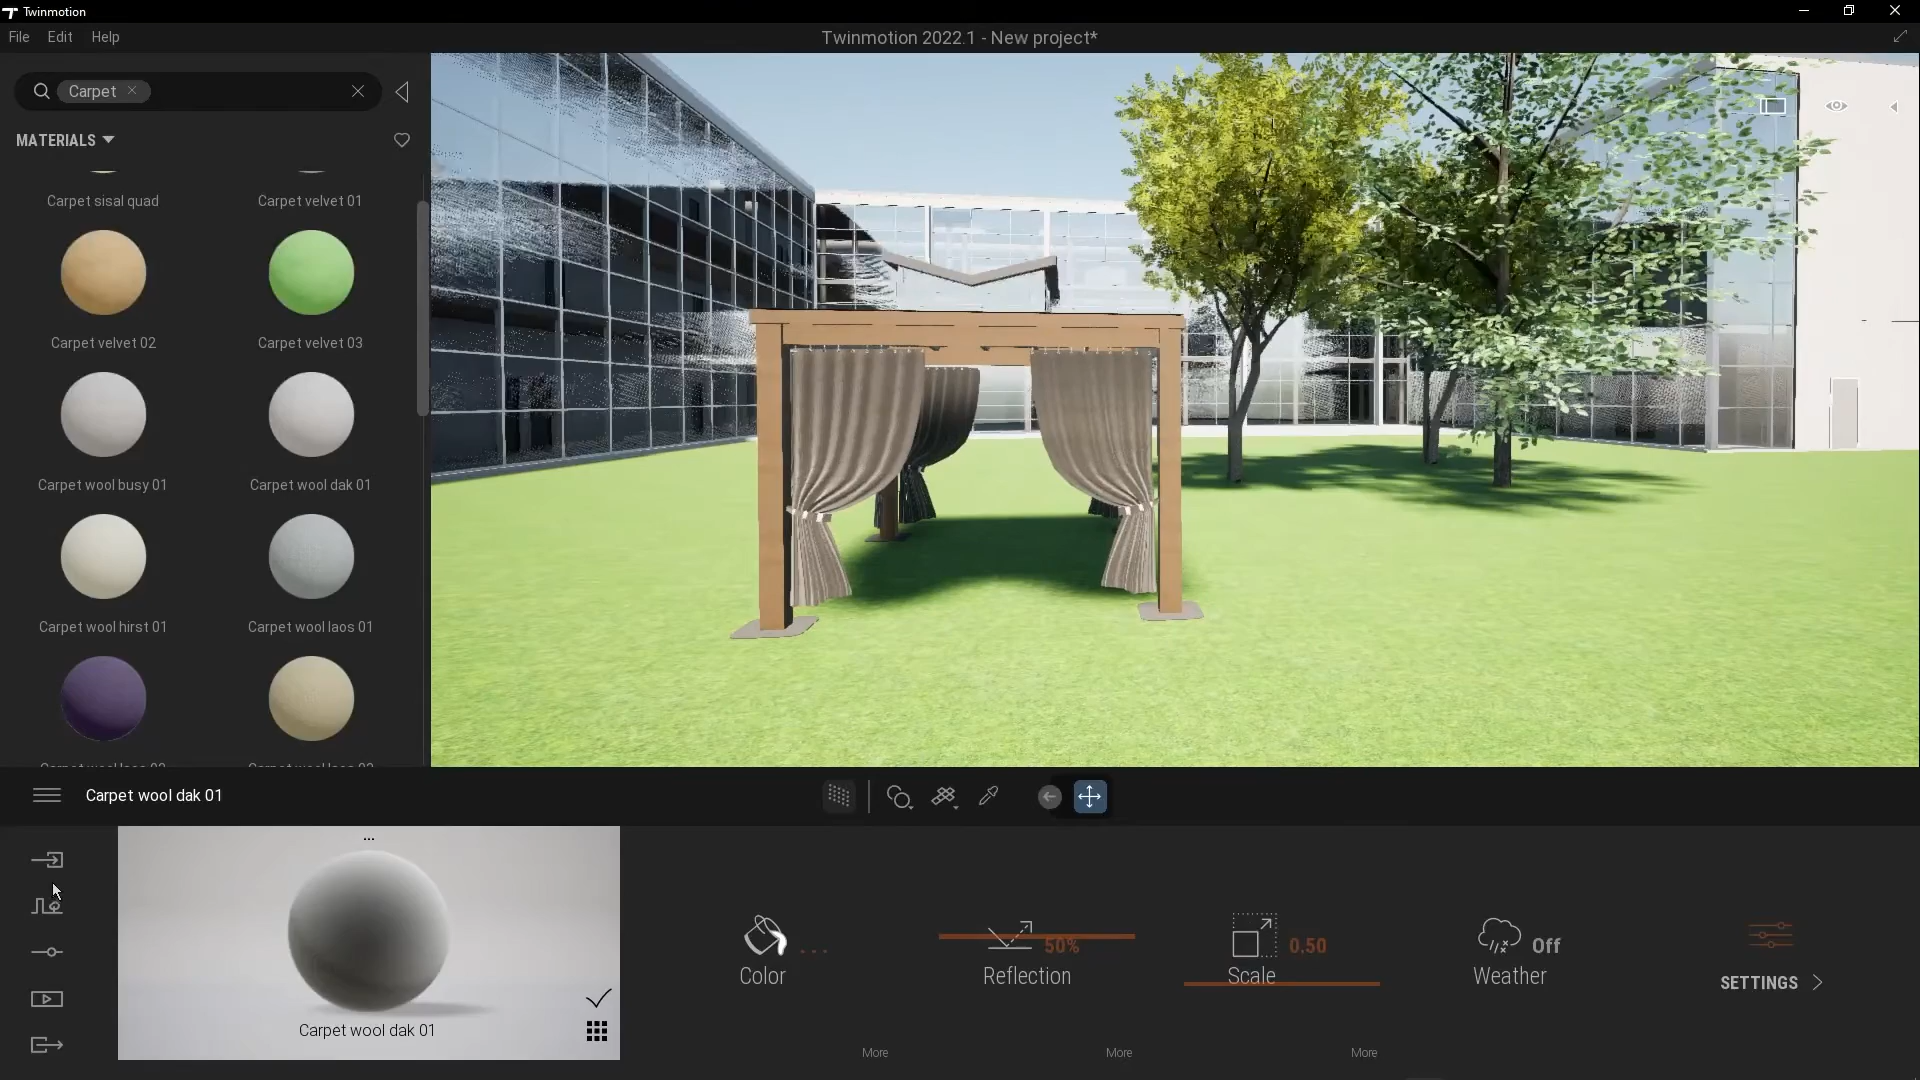 Twinmotion
File Edit Help
Twinmotion 2022.1 - New project*
Carpet
MATERIALS
Carpet sisal quad
Carpet velvet 01
Carpet velvet 02
Carpet velvet 03
Carpet wool busy 01
Carpet wool dak 01
Carpet wool hirst 01
Carpet wool laos 01
Carpet wool dak 01
...
Carpet wool dak 01
Color
...
50%
Reflection
0.50
Scale
Off
Weather
SETTINGS
More
More
More